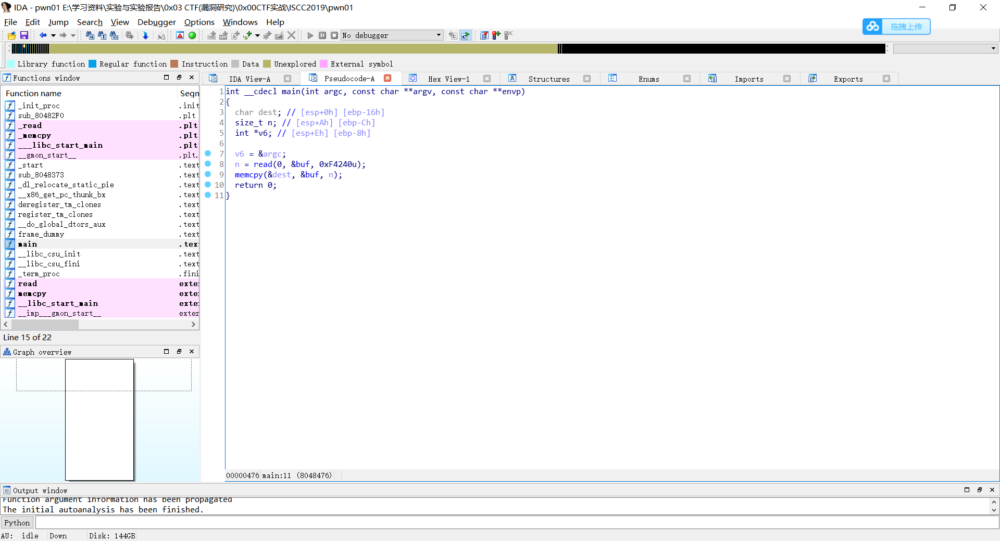 IDA - pwn01 E:\学习资料\实验与实验报告\0x03 CTF(漏洞研究)\0x00CTF实战\ISCC2019\pwn01
File Edit Jump Search View Debugger Options Windows Help
拖拽上传
No debugger
Library function Regular function Instruction Data Unexplored External symbol
Functions window
IDA View-A Pseudocode-A Hex View-1 Structures Enums Imports Exports
Function name Segm
_init_proc .init
sub_80482F0 .plt
_read .plt
_memcpy .plt
___libc_start_main .plt
__gmon_start__ .plt.
_start .text
sub_8048373 .text
_dl_relocate_static_pie .text
__x86_get_pc_thunk_bx .text
deregister_tm_clones .text
register_tm_clones .text
__do_global_dtors_aux .text
frame_dummy .text
main .tex
__libc_csu_init .text
__libc_csu_fini .text
_term_proc .fini
read exte
memcpy exte
__libc_start_main exte
__imp___gmon_start__ exter
Line 15 of 22
Graph overview
1 int __cdecl main(int argc, const char **argv, const char **envp)
2 {
3 char dest; // [esp+0h] [ebp-16h]
4 size_t n; // [esp+Ah] [ebp-Ch]
5 int *v6; // [esp+Eh] [ebp-8h]
6
7 v6 = &argc;
8 n = read(0, &buf, 0xF4240u);
9 memcpy(&dest, &buf, n);
10 return 0;
11 }
00000476 main:11 (8048476)
Output window
Function argument information has been propagated
The initial autoanalysis has been finished.
Python
AU: idle Down Disk: 144GB